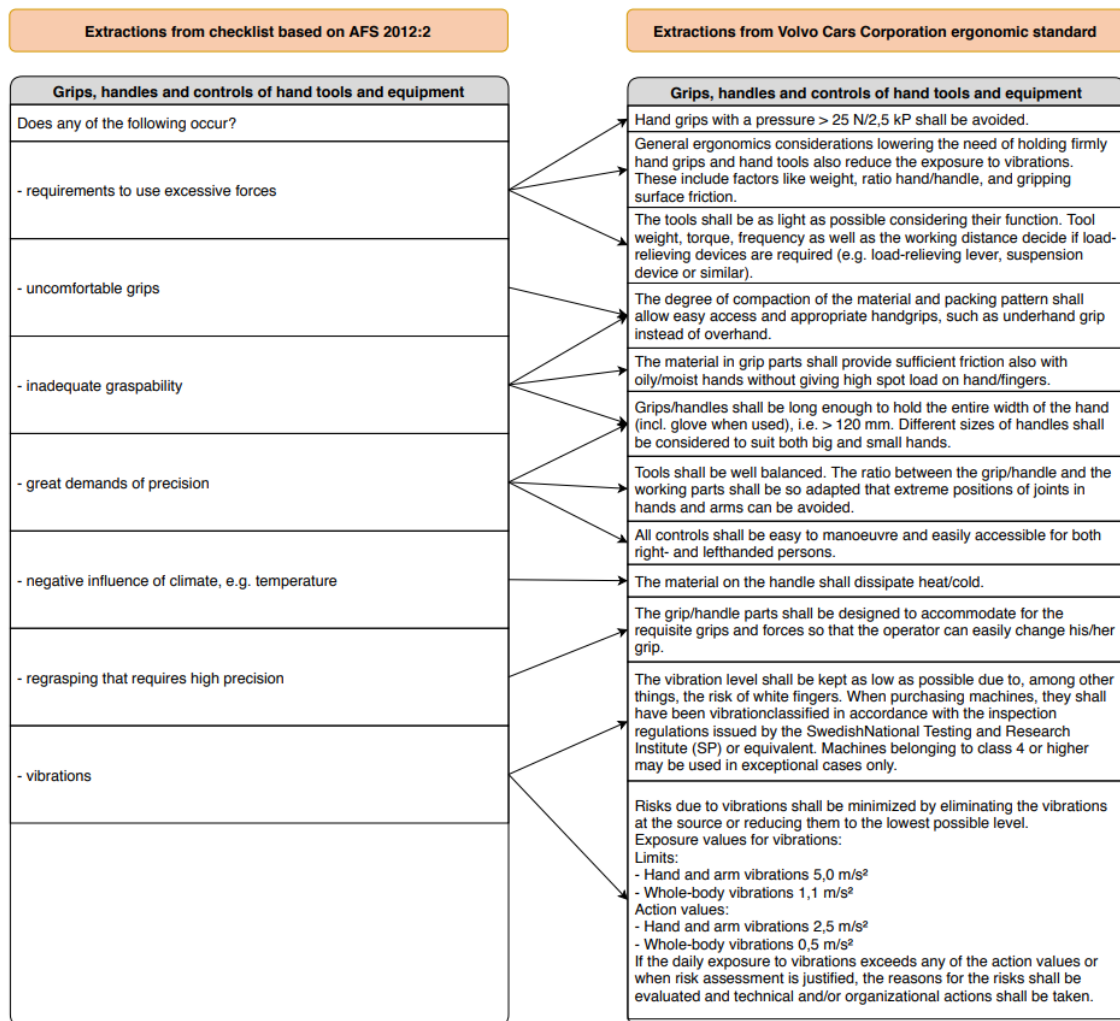 Extractions from checklist based on AFS 2012:2
Grips, handles and controls of hand tools and equipment
Does any of the following occur?
- requirements to use excessive forces
- uncomfortable grips
- inadequate graspability
- great demands of precision
- negative influence of climate, e.g. temperature
- regrasping that requires high precision
- vibrations
Extractions from Volvo Cars Corporation ergonomic standard
Grips, handles and controls of hand tools and equipment
Hand grips with a pressure > 25 N/2,5 kP shall be avoided.
General ergonomics considerations lowering the need of holding firmly
hand grips and hand tools also reduce the exposure to vibrations.
These include factors like weight, ratio hand/handle, and gripping
surface friction.
The tools shall be as light as possible considering their function. Tool
weight, torque, frequency as well as the working distance decide if load-
relieving devices are required (e.g. load-relieving lever, suspension
device or similar).
The degree of compaction of the material and packing pattern shall
allow easy access and appropriate handgrips, such as underhand grip
instead of overhand.
The material in grip parts shall provide sufficient friction also with
oily/moist hands without giving high spot load on hand/fingers.
Grips/handles shall be long enough to hold the entire width of the hand
(incl. glove when used), i.e. > 120 mm. Different sizes of handles shall
be considered to suit both big and small hands.
Tools shall be well balanced. The ratio between the grip/handle and the
working parts shall be so adapted that extreme positions of joints in
hands and arms can be avoided.
All controls shall be easy to manoeuvre and easily accessible for both
right- and lefthanded persons.
The material on the handle shall dissipate heat/cold.
The grip/handle parts shall be designed to accommodate for the
requisite grips and forces so that the operator can easily change his/her
grip.
The vibration level shall be kept as low as possible due to, among other
things, the risk of white fingers. When purchasing machines, they shall
have been vibrationclassified in accordance with the inspection
regulations issued by the SwedishNational Testing and Research
Institute (SP) or equivalent. Machines belonging to class 4 or higher
may be used in exceptional cases only.
Risks due to vibrations shall be minimized by eliminating the vibrations
at the source or reducing them to the lowest possible level.
Exposure values for vibrations:
Limits:
- Hand and arm vibrations 5,0 m/s²
- Whole-body vibrations 1,1 m/s²
Action values:
- Hand and arm vibrations 2,5 m/s²
- Whole-body vibrations 0,5 m/s²
If the daily exposure to vibrations exceeds any of the action values or
when risk assessment is justified, the reasons for the risks shall be
evaluated and technical and/or organizational actions shall be taken.